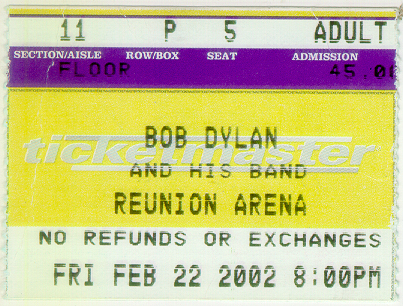 11 P 5 ADULT
SECTION/AISLE ROW/BOX SEAT ADMISSION
FLOOR 45.00
ticketmaster
BOB DYLAN
AND HIS BAND
REUNION ARENA
NO REFUNDS OR EXCHANGES
FRI FEB 22 2002 8:00PM